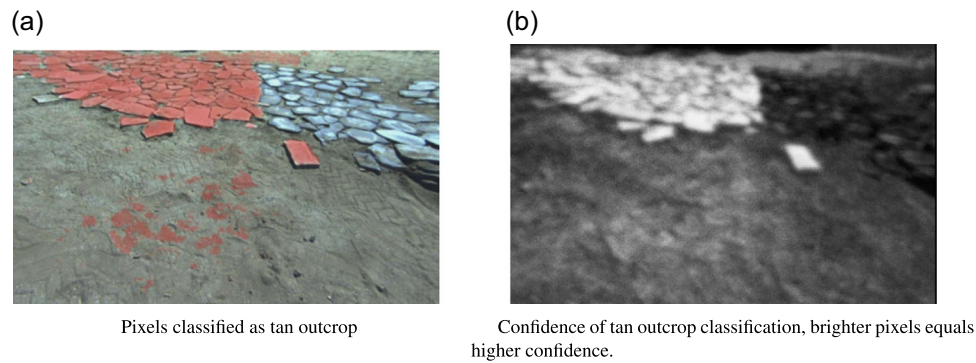 (a)
(b)
Pixels classified as tan outcrop
Confidence of tan outcrop classification, brighter pixels equals
higher confidence.